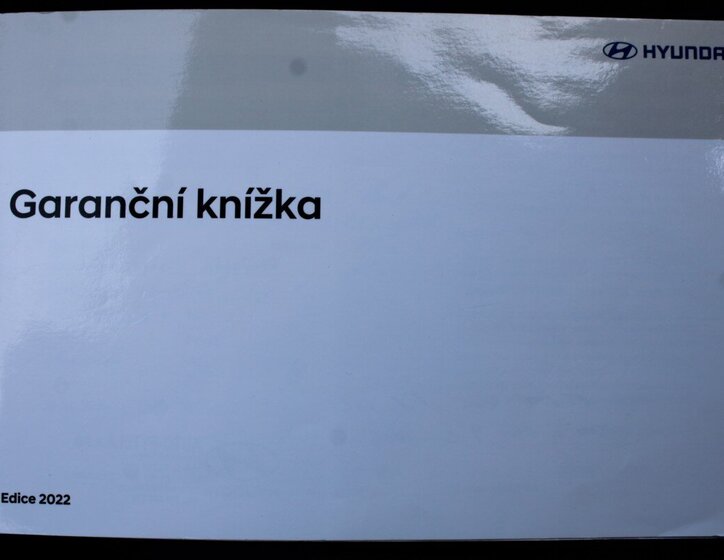 HYUNDAI
Garanční knížka
Edice 2022